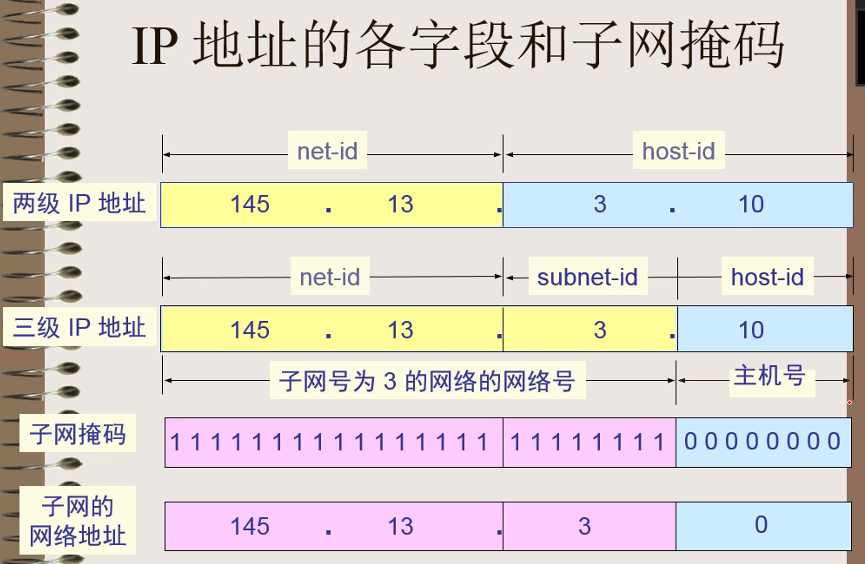 IP 地址的各字段和子网掩码
net-id host-id
两级 IP 地址 145 . 13 . 3 . 10
net-id subnet-id host-id
三级 IP 地址 145 . 13 . 3 . 10
子网号为 3 的网络的网络号 主机号
子网掩码 1 1 1 1 1 1 1 1 1 1 1 1 1 1 1 1 1 1 1 1 1 1 1 1 0 0 0 0 0 0 0 0
子网的
网络地址 145 . 13 . 3 0